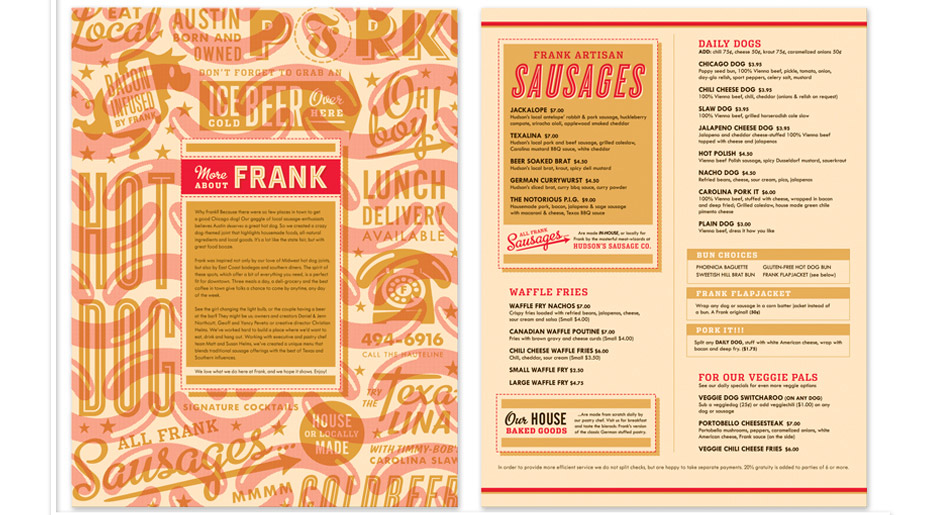 EAT
Local
AUSTIN
BORN AND
OWNED
PORK!
DON'T FORGET TO GRAB AN
BACON
INFUSED
BY FRANK
ICE
COLD
BEER
Over
HERE
Oh!
boy!
More
ABOUT
FRANK
HOT
DOG
LUNCH
DELIVERY
AVAILABLE
Why Frank? Because there were so few places in town to get
a good Chicago dog! Our gaggle of local sausage enthusiasts
believes Austin deserves a great hot dog. So we created a crazy
dog-themed joint that highlights housemade foods, all natural
ingredients and local goods. It's a lot like the state fair, but with
great food booze.
Frank was inspired not only by our love of Midwest hot dog joints,
but also by East Coast bodegas and southern diners. The spirit of
these spots, which offer a bit of everything you need, is a perfect
fit for downtown. Three meals a day, a deli-grocery and the best
coffee in town give folks a chance to come by anytime, any day
of the week.
See the girl changing the light bulb, or the couple having a beer
at the bar? They might be us: owners and creators Daniel & Jenn
Northcutt, Geoff and Yancy Peveto or creative director Christian
Helms. We've worked hard to build a place where we'd want to
eat, drink and hang out. Working with executive and pastry chef
team Matt and Susan Helms, we've created a unique menu that
blends traditional sausage offerings with the best of Texas and
Southern influences.
We love what we do here at Frank, and we hope it shows. Enjoy!
494-6916
CALL THE HAUTELINE
TRY
THE
Texa
LINA
SIGNATURE COCKTAILS
HOUSE
OR LOCALLY
MADE
ALL FRANK
Sausages...
WITH TIMMY-BOB'S
CAROLINA SLAW
MMMM
COLDBEER
FRANK ARTISAN
SAUSAGES
JACKALOPE $7.00
Hudson's local antelope/ rabbit & pork sausage, huckleberry
compote, sriracha aioli, applewood smoked cheddar
TEXALINA $7.00
Hudson's local pork and beef sausage, grilled coleslaw,
Carolina mustard BBQ sauce, white cheddar
BEER SOAKED BRAT $4.50
Hudson's local brat, kraut, spicy deli mustard
GERMAN CURRYWURST $4.50
Hudson's sliced brat, curry bbq sauce, curry powder
THE NOTORIOUS P.I.G. $9.00
Housemade pork, bacon, jalapeno & sage sausage
with macaroni & cheese, Texas BBQ sauce
ALL FRANK
Sausages...
Are made IN-HOUSE, or locally for
Frank by the masterful meat-wizards at
HUDSON'S SAUSAGE CO.
WAFFLE FRIES
WAFFLE FRY NACHOS $7.00
Crispy fries loaded with refried beans, jalapenos, cheese,
sour cream and salsa (Small $4.00)
CANADIAN WAFFLE POUTINE $7.00
Fries with brown gravy and cheese curds (Small $4.00)
CHILI CHEESE WAFFLE FRIES $6.00
Chili, cheddar, sour cream (Small $3.50)
SMALL WAFFLE FRY $2.50
LARGE WAFFLE FRY $4.75
Our HOUSE
BAKED GOODS
...Are made from scratch daily by
our pastry chef. Visit us for breakfast
and taste the bierocks: Frank's version
of the classic German stuffed pastry.
DAILY DOGS
ADD: chili 75¢, cheese 50¢, kraut 75¢, caramelized onions 50¢
CHICAGO DOG $3.95
Poppy seed bun, 100% Vienna beef, pickle, tomato, onion,
day-glo relish, sport peppers, celery salt, mustard
CHILI CHEESE DOG $3.95
100% Vienna beef, chili, cheddar (onions & relish on request)
SLAW DOG $3.95
100% Vienna beef, grilled horseradish cole slaw
JALAPENO CHEESE DOG $3.95
Jalapeno and cheddar cheese-stuffed 100% Vienna beef
topped with cheese and jalapenos
HOT POLISH $4.50
Vienna beef Polish sausage, spicy Dusseldorf mustard, sauerkraut
NACHO DOG $4.50
Refried beans, cheese, sour cream, pico, jalapenos
CAROLINA PORK IT $6.00
100% Vienna beef, stuffed with cheese, wrapped in bacon
and deep fried. Grilled coleslaw, house made green chile
pimento cheese
PLAIN DOG $3.00
Vienna beef, dress it how you like
BUN CHOICES
PHOENICIA BAGUETTE GLUTEN-FREE HOT DOG BUN
SWEETISH HILL BRAT BUN FRANK FLAPJACKET (see below)
FRANK FLAPJACKET
Wrap any dog or sausage in a corn batter jacket instead of
a bun. A Frank original! (50¢)
PORK IT!!!
Split any DAILY DOG, stuff with white American cheese, wrap with
bacon and deep fry. ($1.75)
FOR OUR VEGGIE PALS
See our daily specials for even more veggie options
VEGGIE DOG SWITCHAROO (ON ANY DOG)
Sub a veggiedog (25¢) or add veggiechili ($1.00) on any
dog or sausage
PORTOBELLO CHEESESTEAK $7.00
Portobello mushrooms, peppers, caramelized onions, white
American cheese, Frank sauce (on the side)
VEGGIE CHILI CHEESE FRIES $6.00
In order to provide more efficient service we do not split checks, but are happy to take separate payments. 20% gratuity is added to parties of 6 or more.